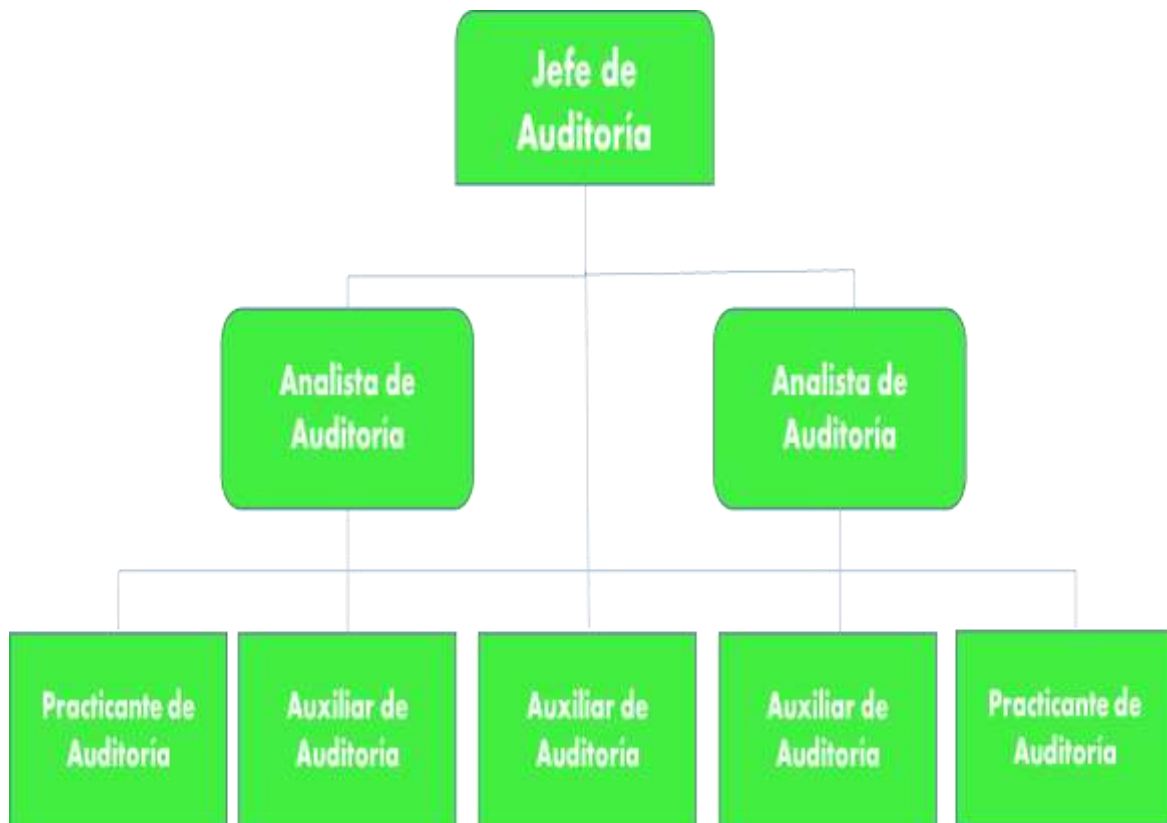 Jefe de
Auditoría
Analista de
Auditoría
Analista de
Auditoría
Practicante de
Auditoría
Auxiliar de
Auditoría
Auxiliar de
Auditoría
Auxiliar de
Auditoría
Practicante de
Auditoría